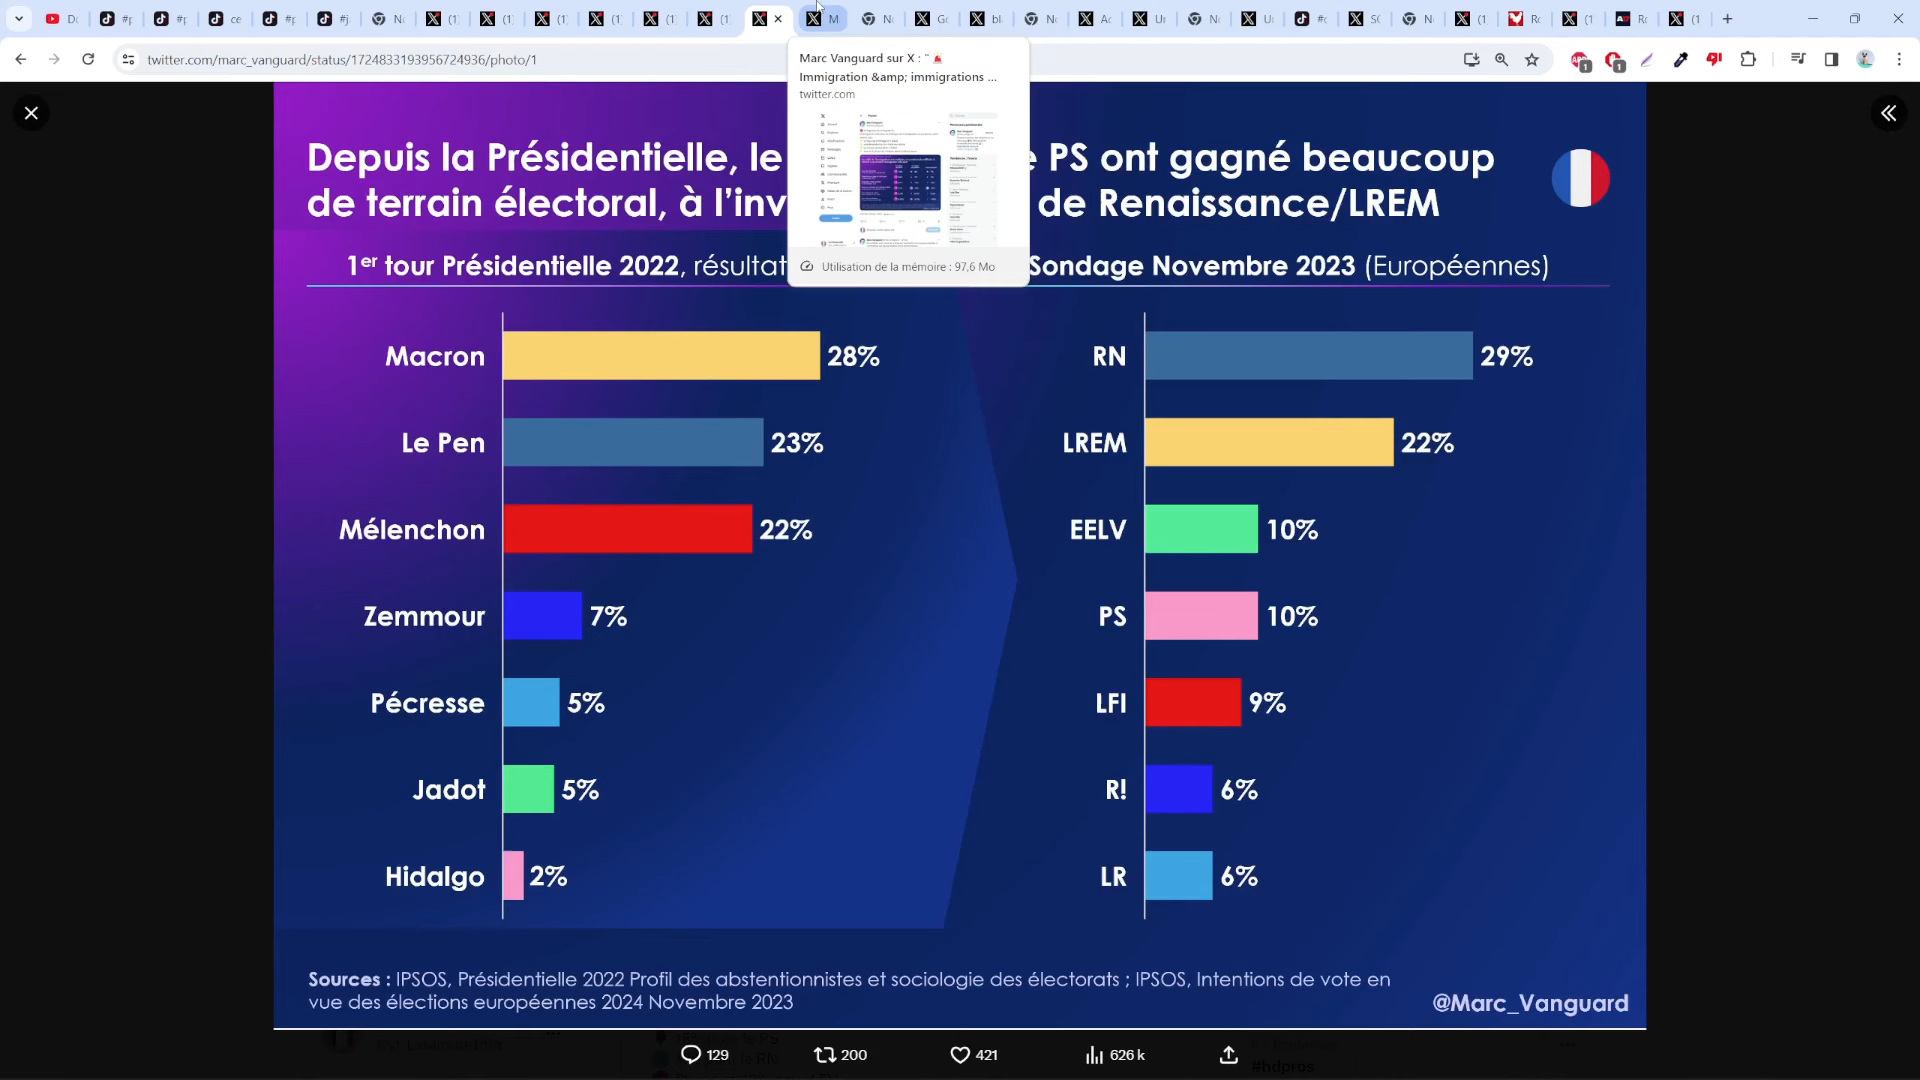 twitter.com/marc_vanguard/status/1724833193956724936/photo/1
Marc Vanguard sur X : "
Immigration &amp; immigrations ...
twitter.com
Utilisation de la mémoire : 97,6 Mo
Depuis la Présidentielle, le PS ont gagné beaucoup
de terrain électoral, à l'inv de Renaissance/LREM
1er tour Présidentielle 2022, résultat Sondage Novembre 2023 (Européennes)
Macron 28%
Le Pen 23%
Mélenchon 22%
Zemmour 7%
Pécresse 5%
Jadot 5%
Hidalgo 2%
RN 29%
LREM 22%
EELV 10%
PS 10%
LFI 9%
R! 6%
LR 6%
Sources : IPSOS, Présidentielle 2022 Profil des abstentionnistes et sociologie des électorats ; IPSOS, Intentions de vote en
vue des élections européennes 2024 Novembre 2023
@Marc_Vanguard
129 200 421 626 k
#hdpros